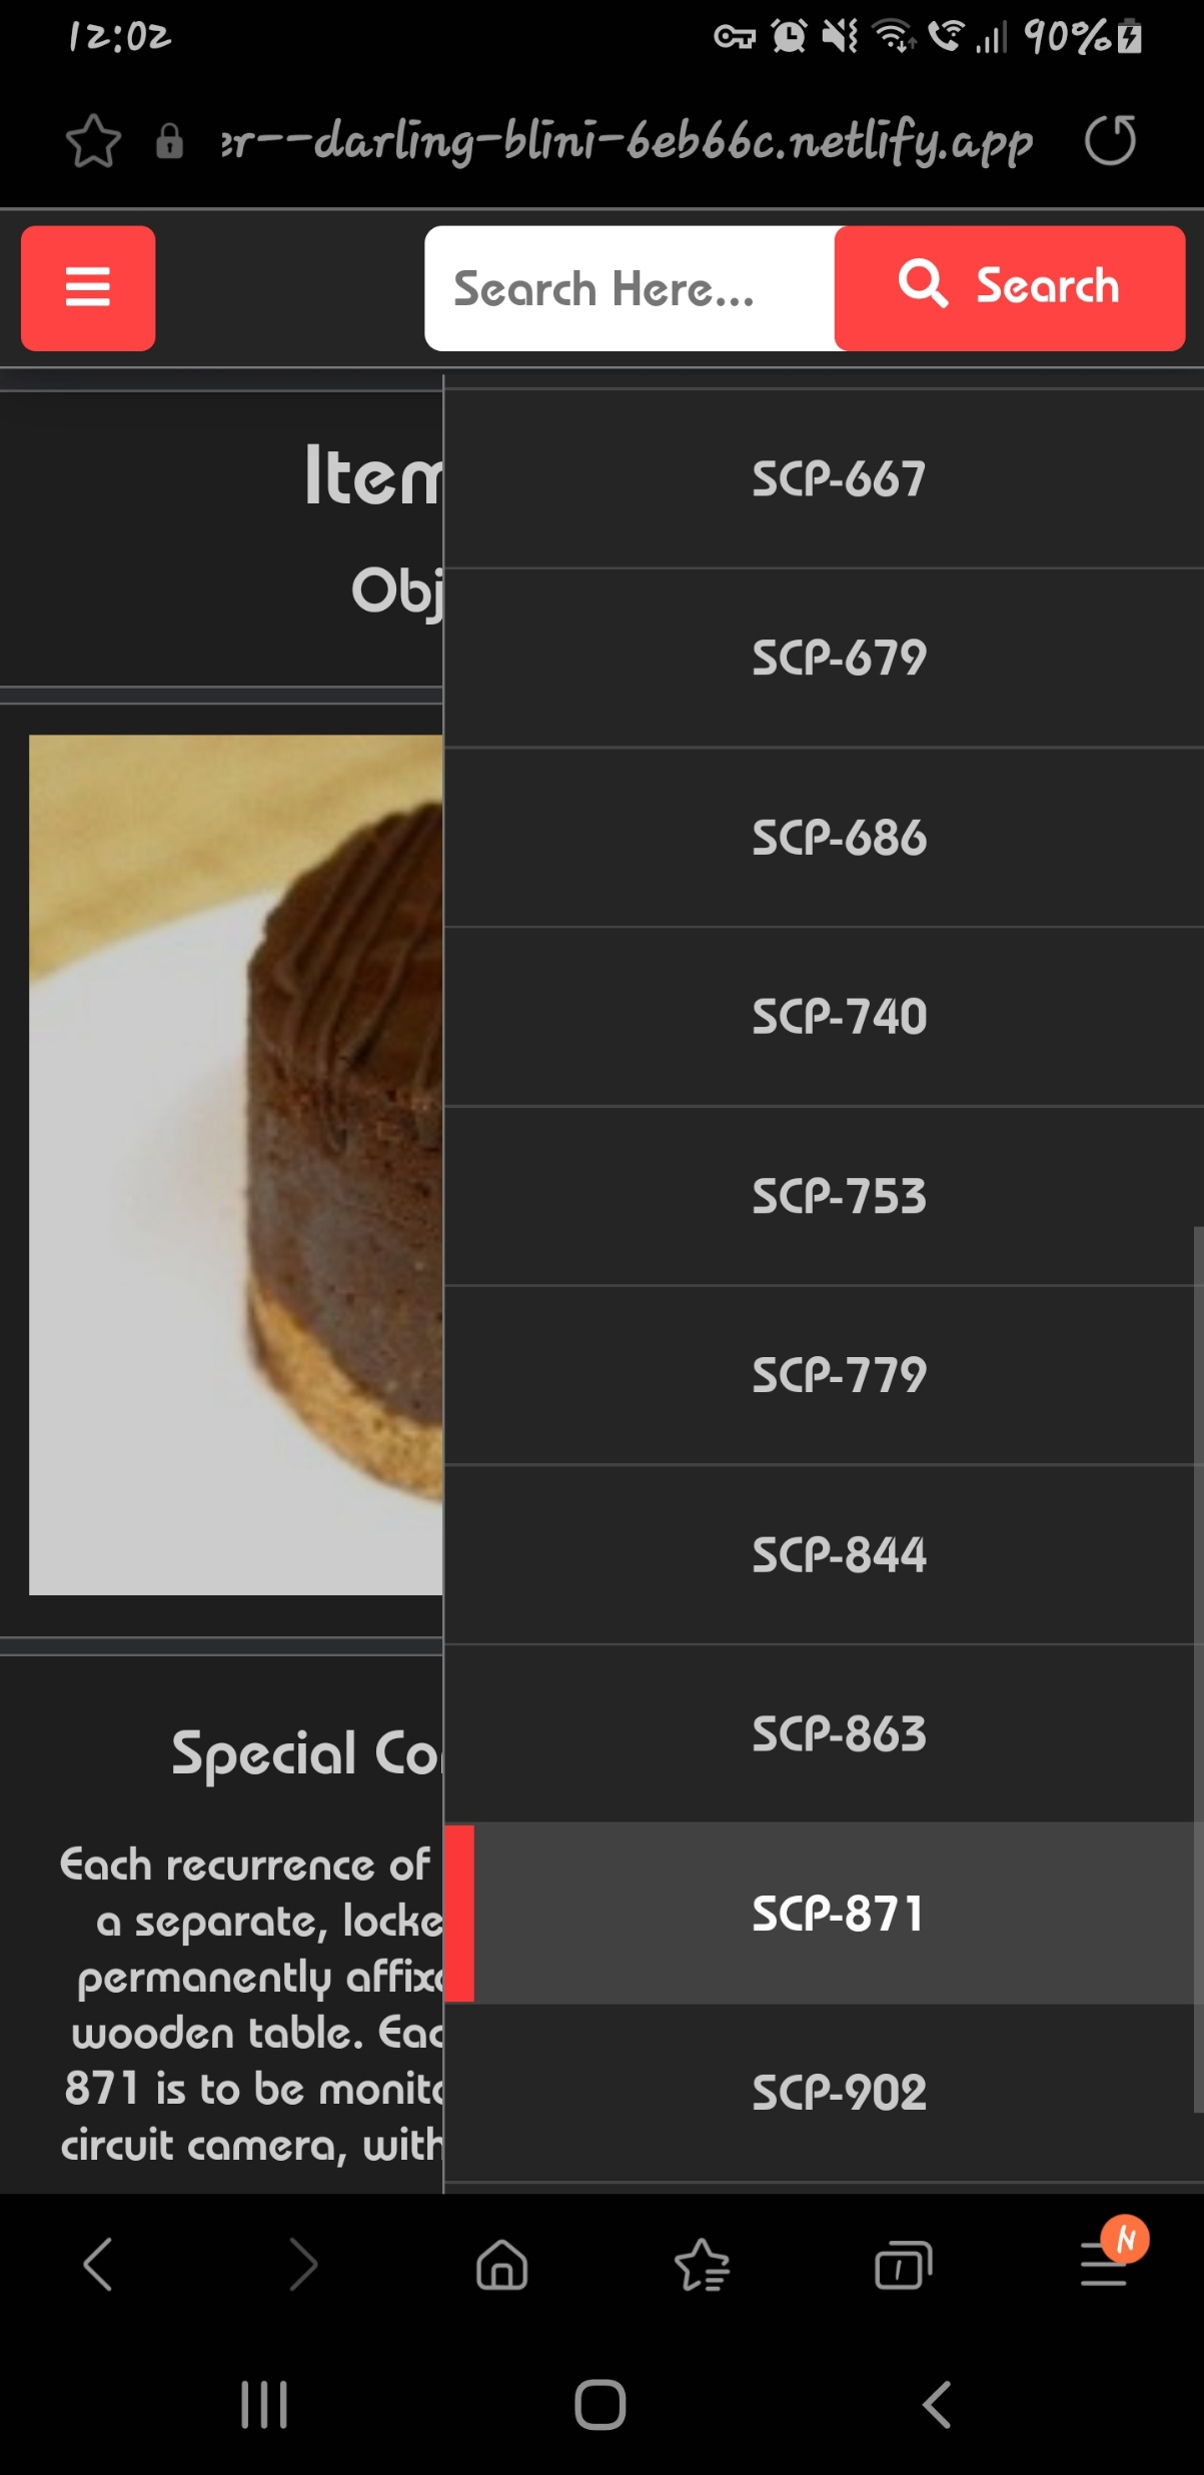 12:02
90%
er--darling-blini-6eb66c.netlify.app
Search Here...
Search
Item
Obj
SCP-667
SCP-679
SCP-686
SCP-740
SCP-753
SCP-779
SCP-844
SCP-863
SCP-871
SCP-902
Special Co
Each recurrence of
a separate, locke
permanently affix
wooden table. Eac
871 is to be monito
circuit camera, with
1
N